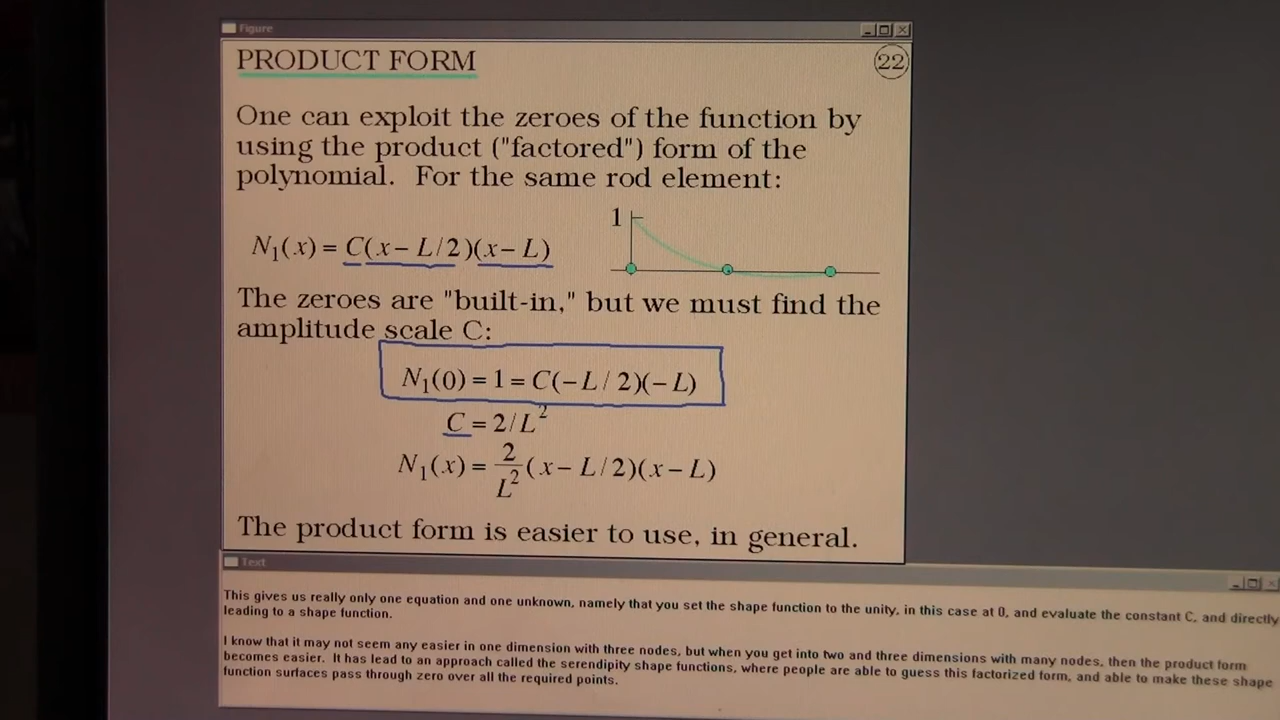 Figure
PRODUCT FORM
22
One can exploit the zeroes of the function by
using the product ("factored") form of the
polynomial. For the same rod element:
1
N₁(x) = C(x − L/2)(x − L)
The zeroes are "built-in," but we must find the
amplitude scale C:
N₁(0) = 1 = C(−L/2)(−L)
C = 2/L²
N₁(x) = 2/L² (x − L/2)(x − L)
The product form is easier to use, in general.
Text
This gives us really only one equation and one unknown, namely that you set the shape function to the unity, in this case at 0, and evaluate the constant C, and directly
leading to a shape function.
I know that it may not seem any easier in one dimension with three nodes, but when you get into two and three dimensions with many nodes, then the product form
becomes easier. It has lead to an approach called the serendipity shape functions, where people are able to guess this factorized form, and able to make these shape
function surfaces pass through zero over all the required points.